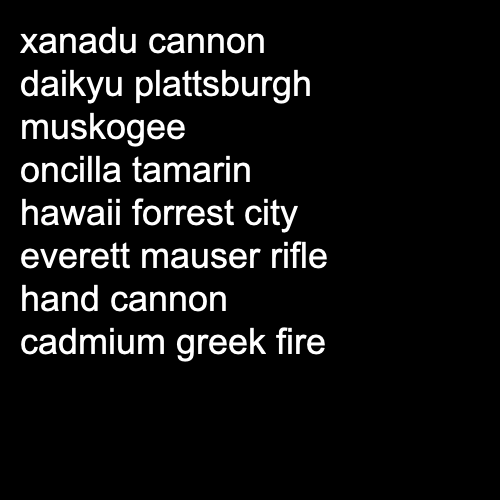 xanadu cannon
daikyu plattsburgh
muskogee
oncilla tamarin
hawaii forrest city
everett mauser rifle
hand cannon
cadmium greek fire